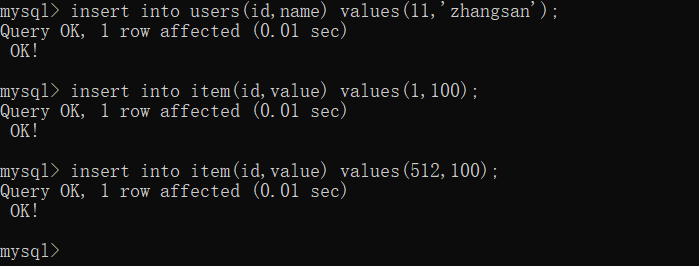 mysql> insert into users(id,name) values(11,'zhangsan');
Query OK, 1 row affected (0.01 sec)
 OK!
mysql> insert into item(id,value) values(1,100);
Query OK, 1 row affected (0.01 sec)
 OK!
mysql> insert into item(id,value) values(512,100);
Query OK, 1 row affected (0.01 sec)
 OK!
mysql>